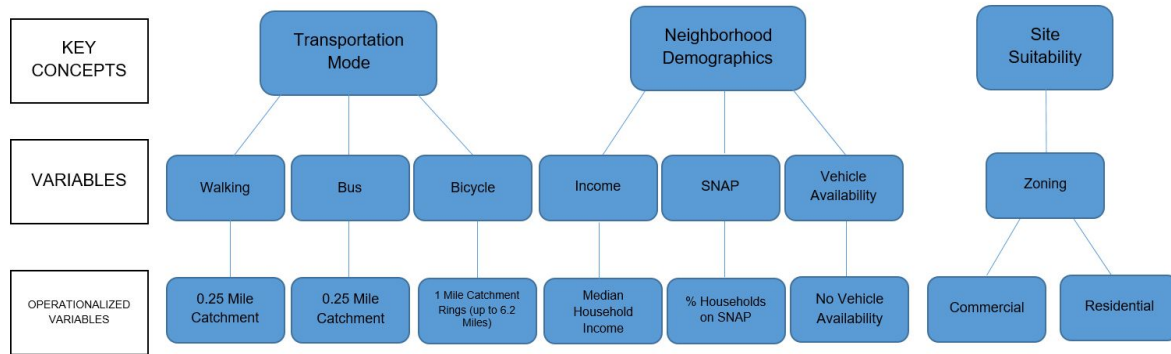 KEY
CONCEPTS
Transportation
Mode
Neighborhood
Demographics
Site
Suitability
VARIABLES
Walking
Bus
Bicycle
Income
SNAP
Vehicle
Availability
Zoning
OPERATIONALIZED
VARIABLES
0.25 Mile
Catchment
0.25 Mile
Catchment
1 Mile Catchment
Rings (up to 6.2
Miles)
Median
Household
Income
% Households
on SNAP
No Vehicle
Availability
Commercial
Residential